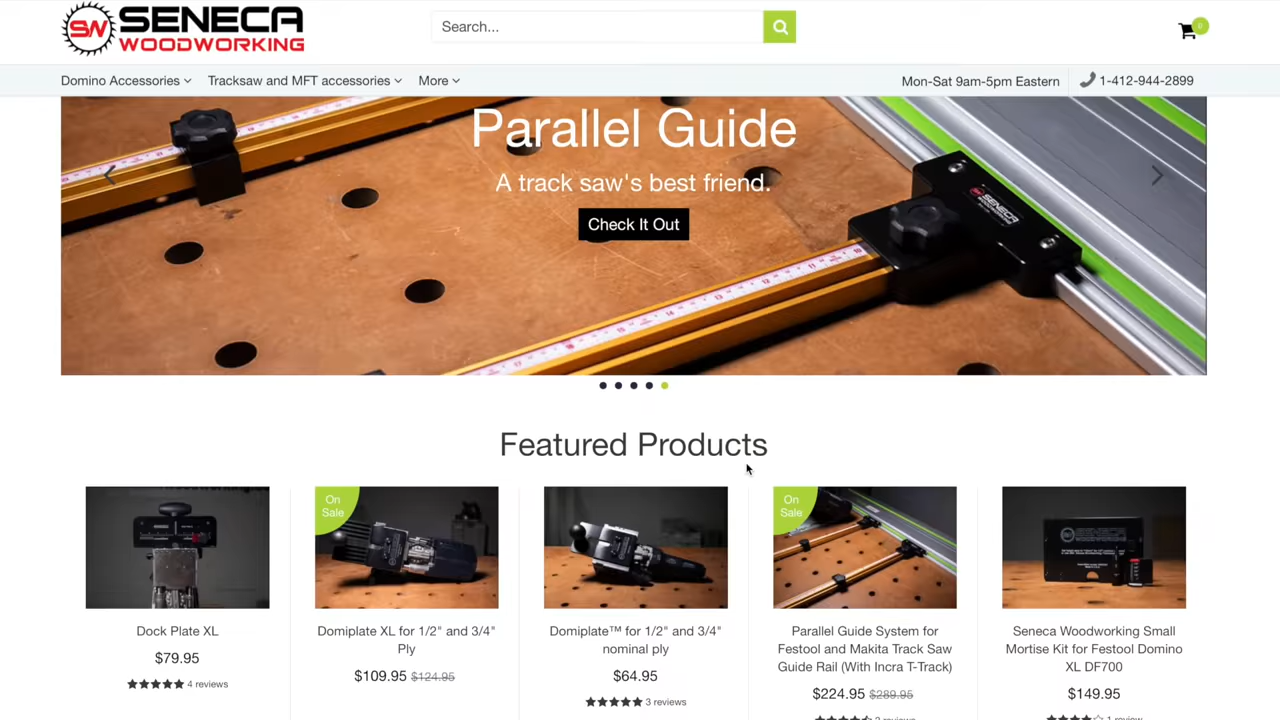 SW SENECA
WOODWORKING
Search...
0
Domino Accessories
Tracksaw and MFT accessories
More
Mon-Sat 9am-5pm Eastern
1-412-944-2899
Parallel Guide
A track saw's best friend.
Check It Out
SENECA
Featured Products
On
Sale
On
Sale
Dock Plate XL
$79.95
4 reviews
Domiplate XL for 1/2" and 3/4"
Ply
$109.95 $124.95
Domiplate™ for 1/2" and 3/4"
nominal ply
$64.95
3 reviews
Parallel Guide System for
Festool and Makita Track Saw
Guide Rail (With Incra T-Track)
$224.95 $289.95
Seneca Woodworking Small
Mortise Kit for Festool Domino
XL DF700
$149.95
1 review